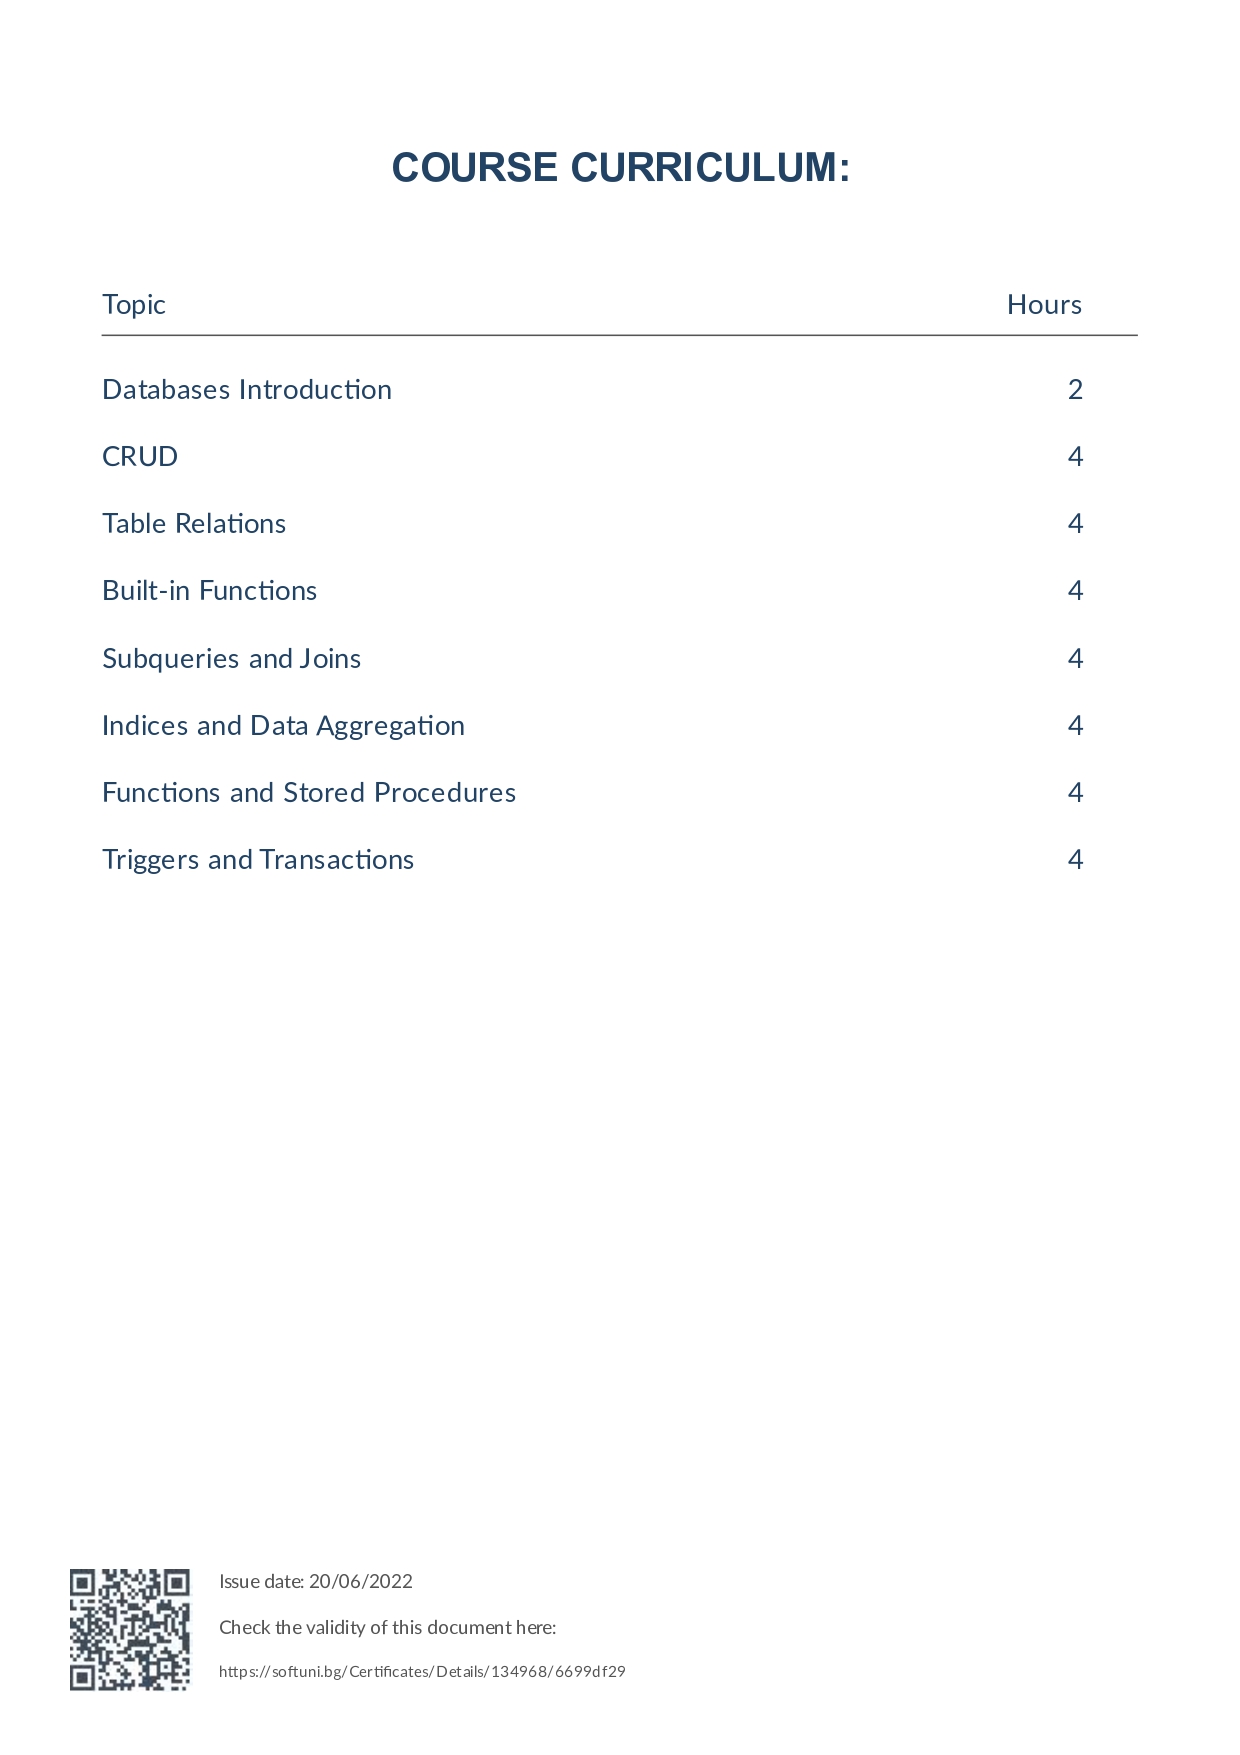 COURSE CURRICULUM:
Topic Hours
Databases Introduction 2
CRUD 4
Table Relations 4
Built-in Functions 4
Subqueries and Joins 4
Indices and Data Aggregation 4
Functions and Stored Procedures 4
Triggers and Transactions 4
Issue date: 20/06/2022
Check the validity of this document here:
https://softuni.bg/Certificates/Details/134968/6699df29